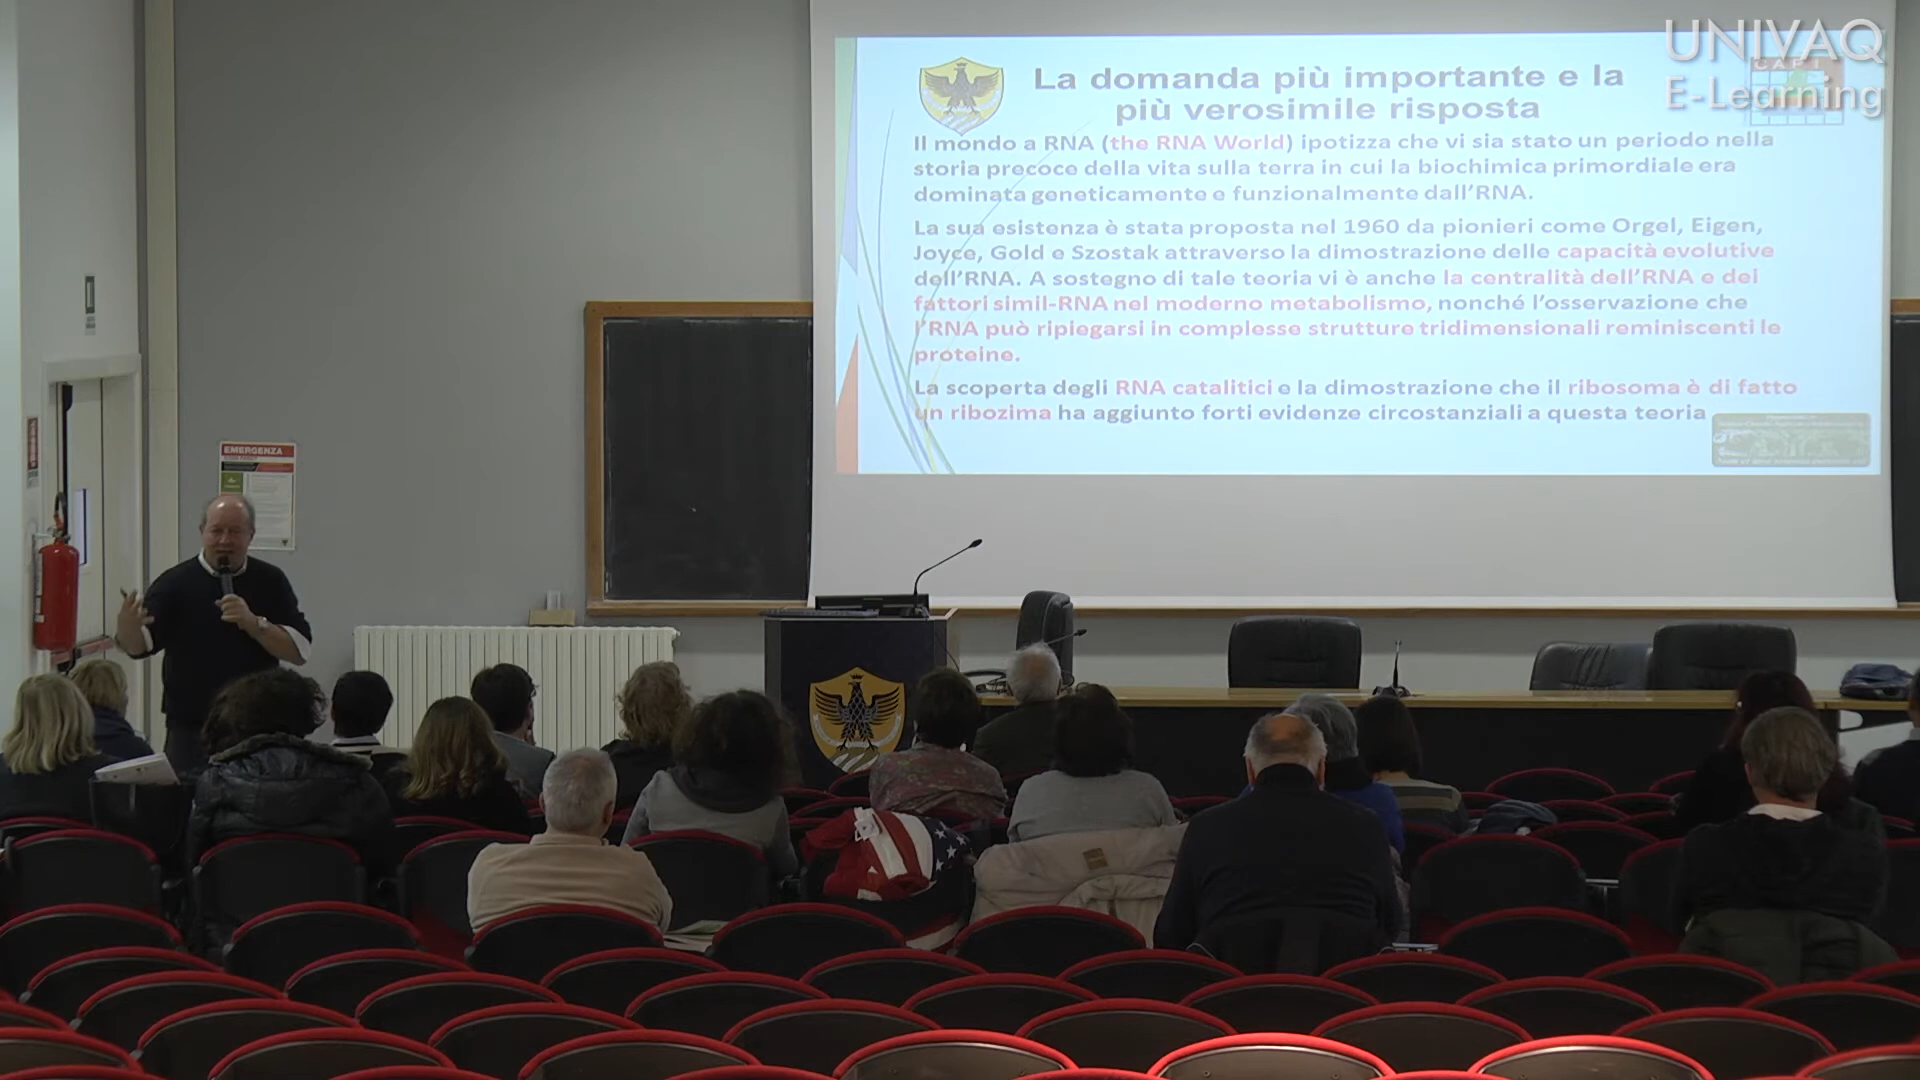 UNIVAQ
E-Learning
CAFI
La domanda più importante e la
più verosimile risposta
Il mondo a RNA (the RNA World) ipotizza che vi sia stato un periodo nella
storia precoce della vita sulla terra in cui la biochimica primordiale era
dominata geneticamente e funzionalmente dall'RNA.
La sua esistenza è stata proposta nel 1960 da pionieri come Orgel, Eigen,
Joyce, Gold e Szostak attraverso la dimostrazione delle capacità evolutive
dell'RNA. A sostegno di tale teoria vi è anche la centralità dell'RNA e dei
fattori simil-RNA nel moderno metabolismo, nonché l'osservazione che
l'RNA può ripiegarsi in complesse strutture tridimensionali reminiscenti le
proteine.
La scoperta degli RNA catalitici e la dimostrazione che il ribosoma è di fatto
un ribozima ha aggiunto forti evidenze circostanziali a questa teoria
EMERGENZA